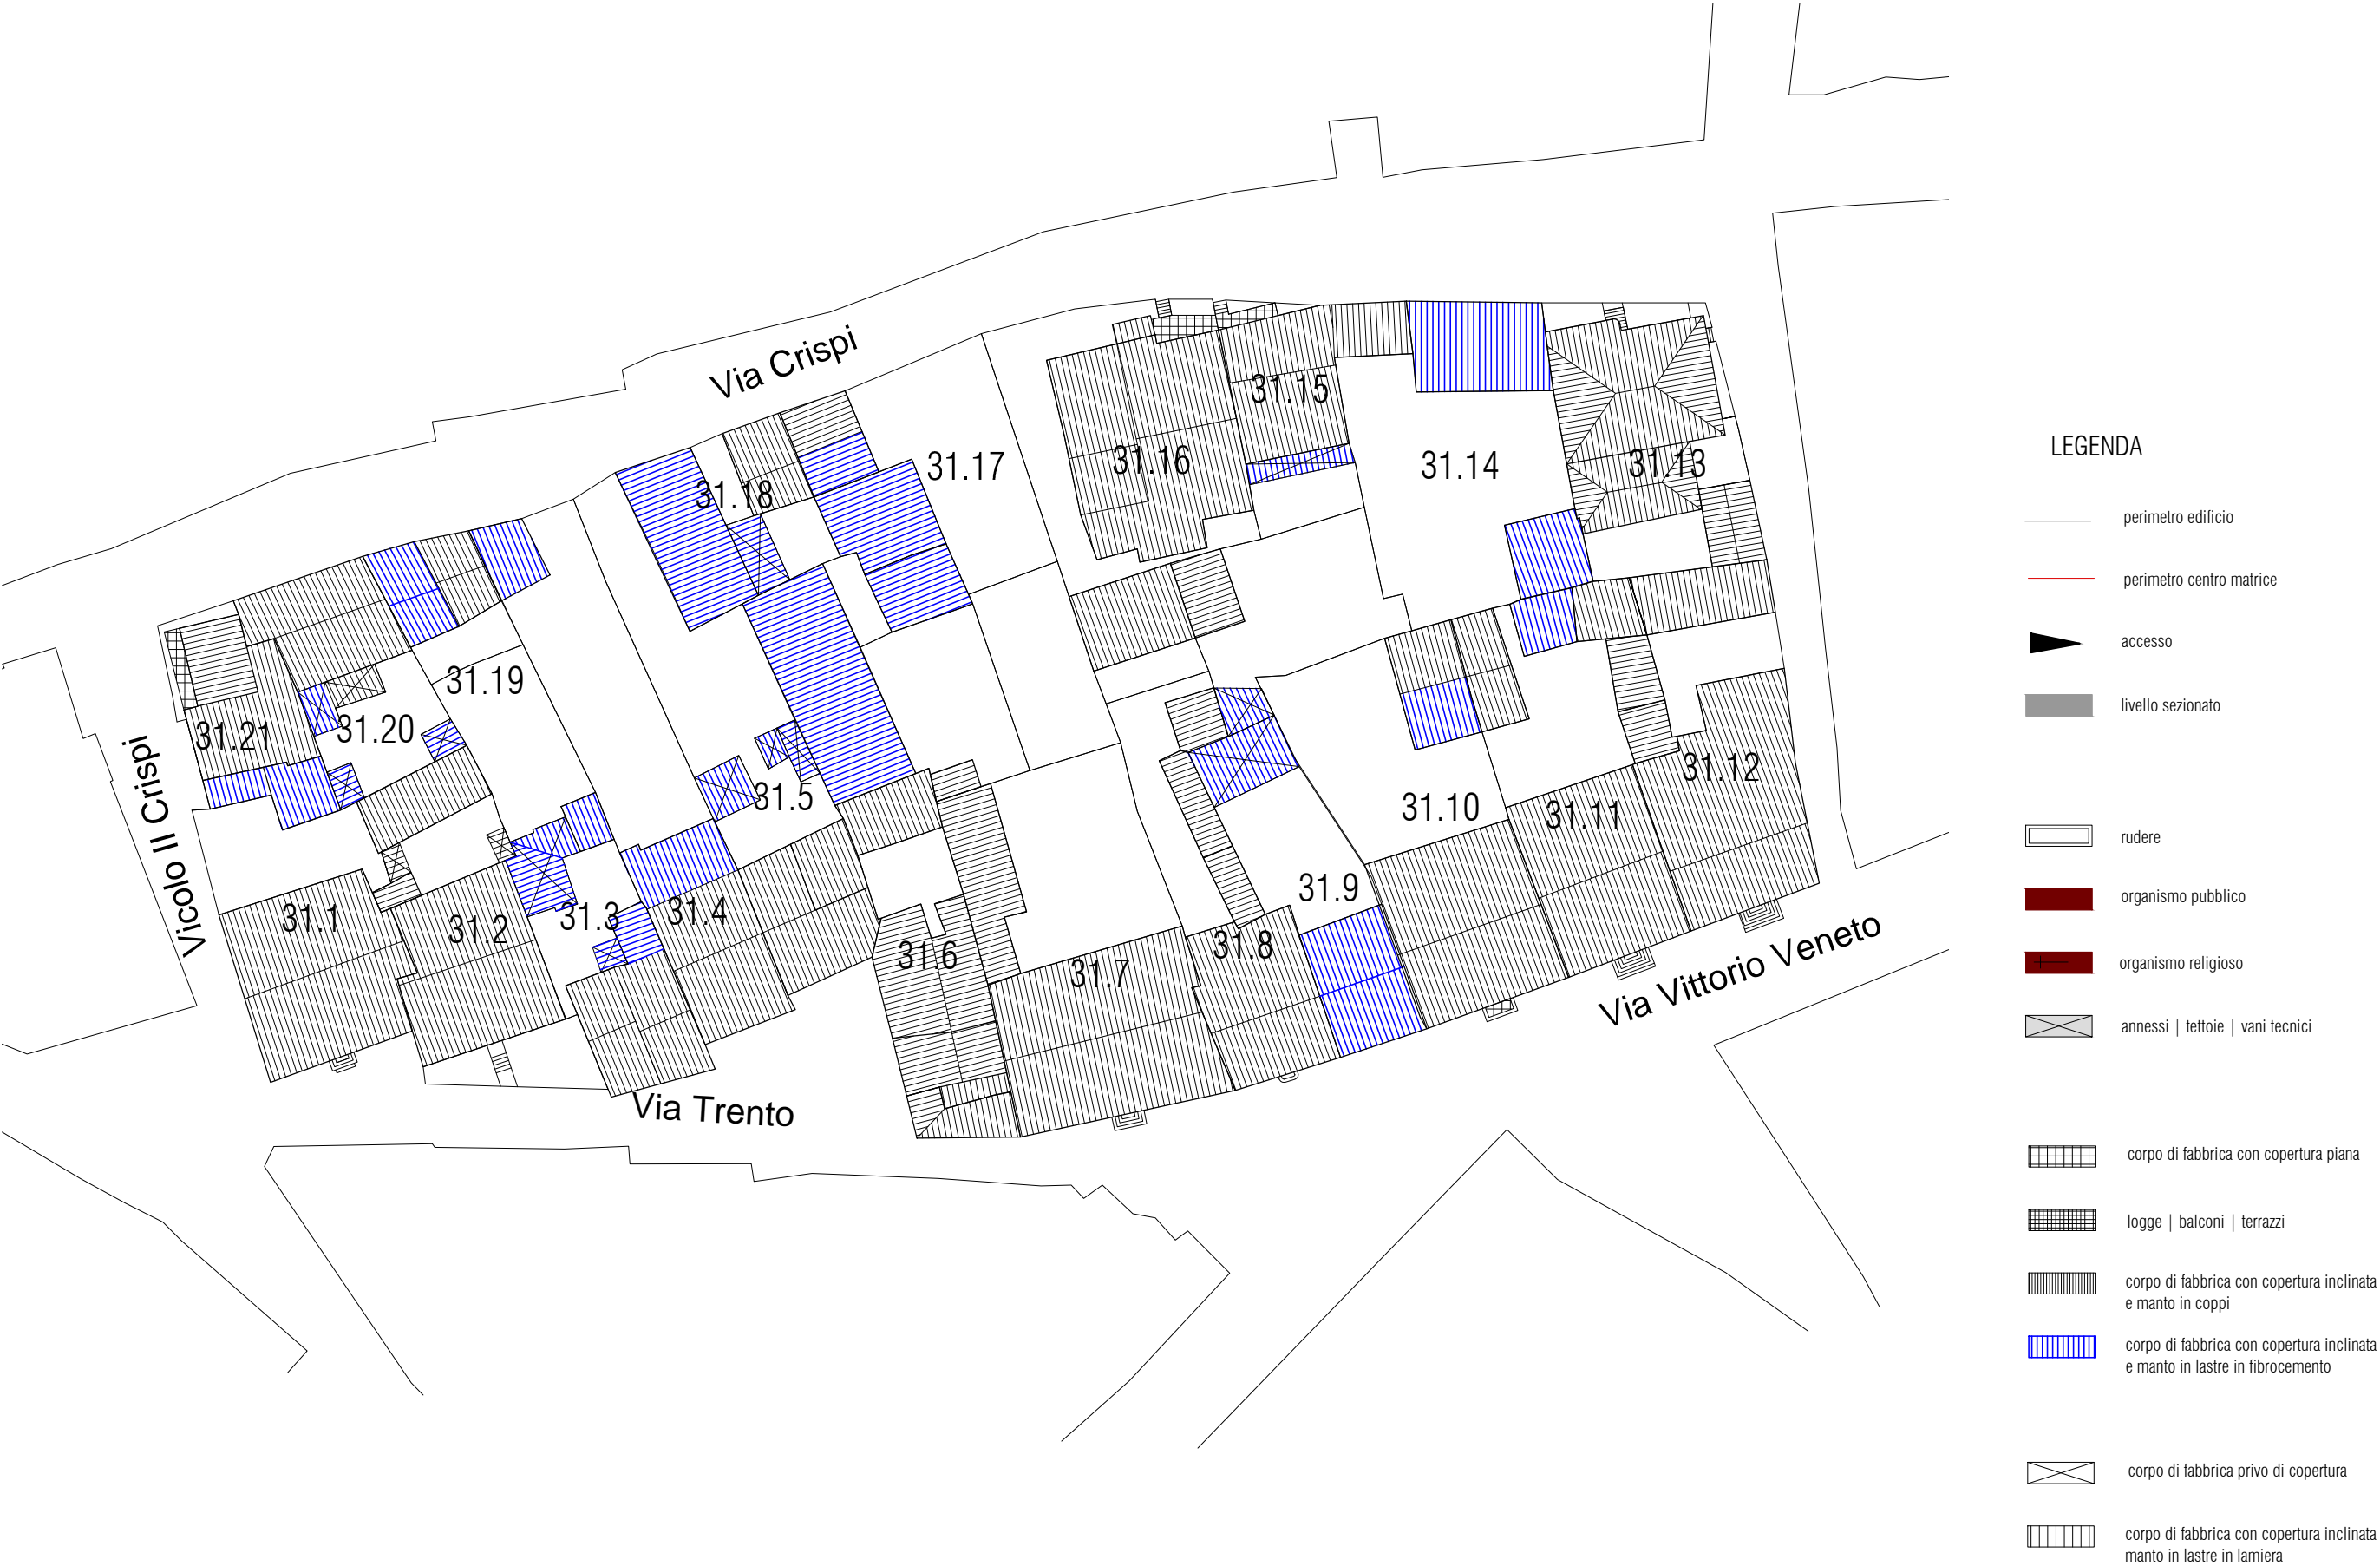 Via Crispi
31.17
31.18
31.16
31.15
31.14
31.13
31.19
31.20
31.21
Vicolo II Crispi
31.5
31.10
31.11
31.12
31.1
31.2
31.3
31.4
31.6
31.7
31.8
31.9
Via Vittorio Veneto
Via Trento
LEGENDA
perimetro edificio
perimetro centro matrice
accesso
livello sezionato
rudere
organismo pubblico
organismo religioso
annessi | tettoie | vani tecnici
corpo di fabbrica con copertura piana
logge | balconi | terrazzi
corpo di fabbrica con copertura inclinata
e manto in coppi
corpo di fabbrica con copertura inclinata
e manto in lastre in fibrocemento
corpo di fabbrica privo di copertura
corpo di fabbrica con copertura inclinata
manto in lastre in lamiera